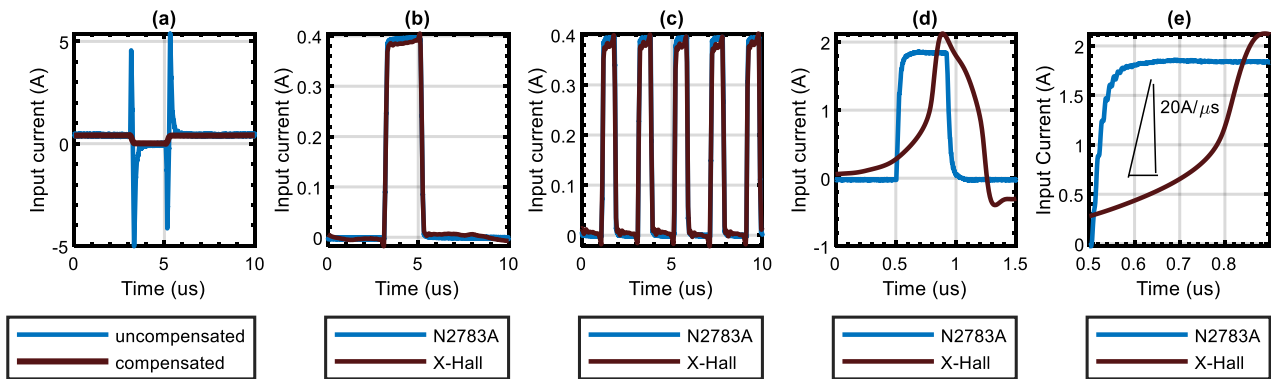 (a)
Input current (A)
5
0
-5
0
5
10
Time (us)
uncompensated
compensated
(b)
Input current (A)
0.4
0.3
0.2
0.1
0
0
5
10
Time (us)
N2783A
X-Hall
(c)
Input current (A)
0.4
0.3
0.2
0.1
0
0
5
10
Time (us)
N2783A
X-Hall
(d)
Input current (A)
2
1
0
-1
0
0.5
1
1.5
Time (us)
N2783A
X-Hall
(e)
Input Current (A)
2
1.5
1
0.5
0
20A/μs
0.5
0.6
0.7
0.8
Time (us)
N2783A
X-Hall